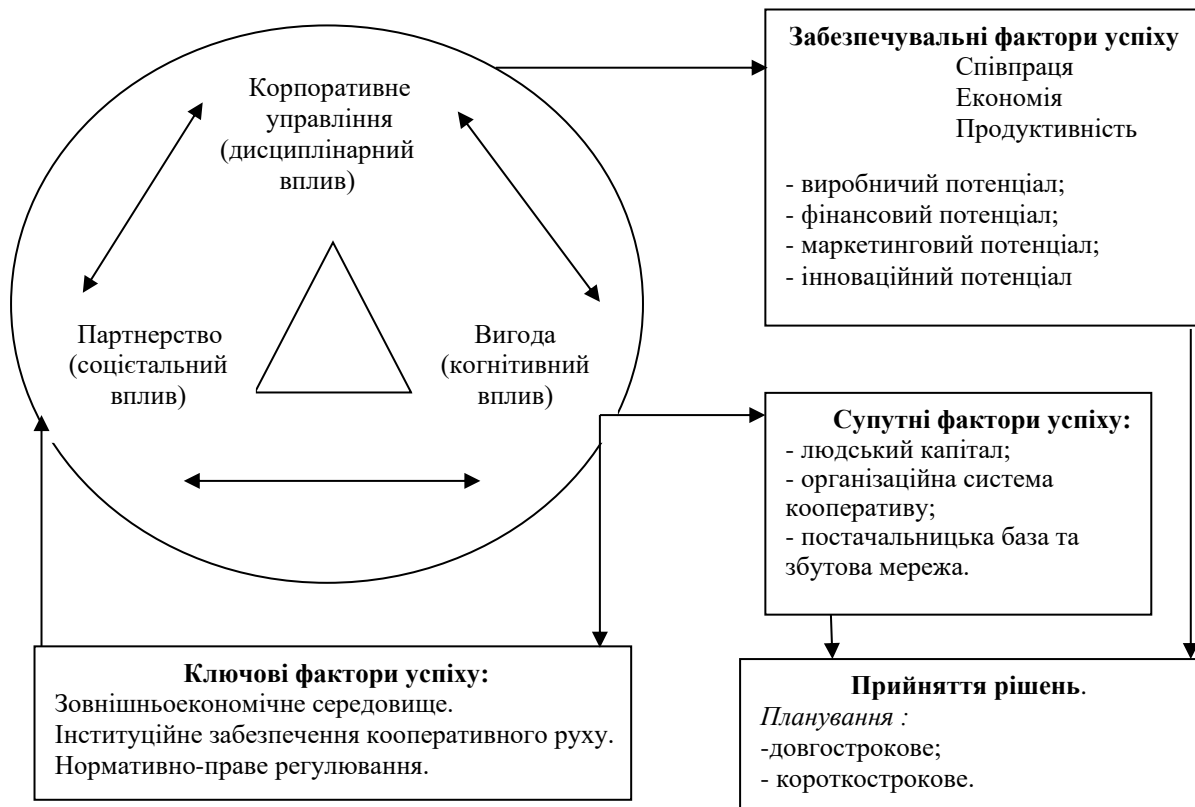 Корпоративне
управління
(дисциплінарний
вплив)
Партнерство
(соцієтальний
вплив)
Вигода
(когнітивний
вплив)
Забезпечувальні фактори успіху
Співпраця
Економія
Продуктивність
- виробничий потенціал;
- фінансовий потенціал;
- маркетинговий потенціал;
- інноваційний потенціал
Супутні фактори успіху:
- людський капітал;
- організаційна система
кооперативу;
- постачальницька база та
збутова мережа.
Ключові фактори успіху:
Зовнішньоекономічне середовище.
Інституційне забезпечення кооперативного руху.
Нормативно-праве регулювання.
Прийняття рішень.
Планування :
-довгострокове;
- короткострокове.